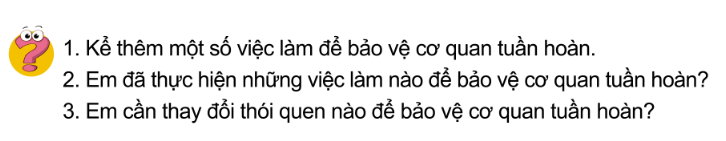 1. Kể thêm một số việc làm để bảo vệ cơ quan tuần hoàn.
2. Em đã thực hiện những việc làm nào để bảo vệ cơ quan tuần hoàn?
3. Em cần thay đổi thói quen nào để bảo vệ cơ quan tuần hoàn?